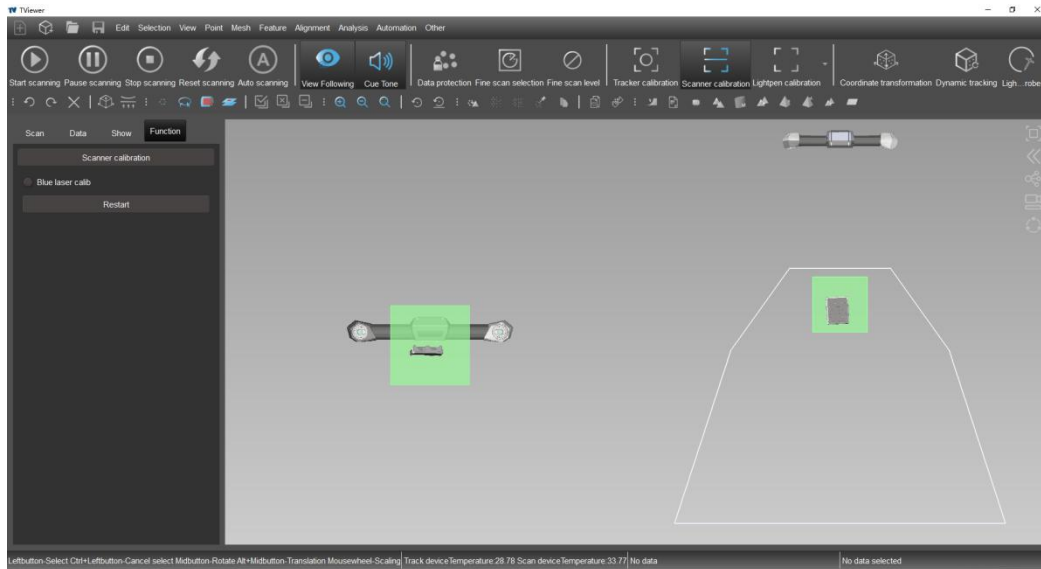 TViewer
Edit Selection View Point Mesh Feature Alignment Analysis Automation Other
Start scanning Pause scanning Stop scanning Reset scanning Auto scanning View Following Cue Tone Data protection Fine scan selection Fine scan level Tracker calibration Scanner calibration Lightpen calibration Coordinate transformation Dynamic tracking Ligh...robe
Scan Data Show Function
Scanner calibration
Blue laser calib
Restart
Leftbutton-Select Ctrl+Leftbutton-Cancel select Midbutton-Rotate Alt+Midbutton-Translation Mousewheel-Scaling Track deviceTemperature:28.78 Scan deviceTemperature:33.77 No data No data selected